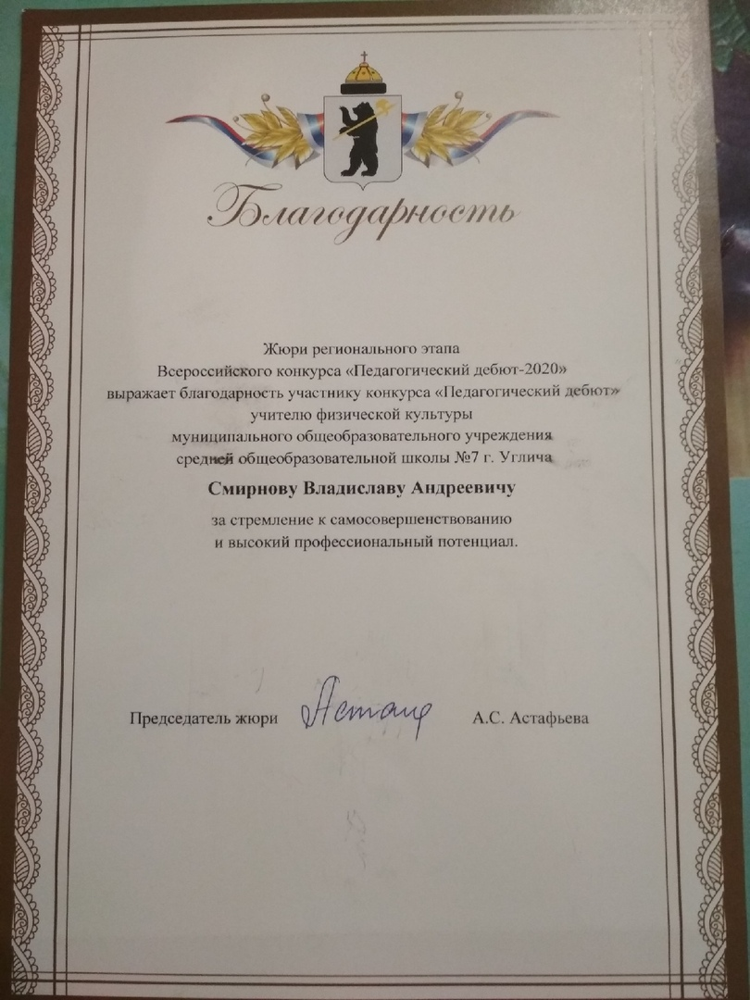 Благодарность
Жюри регионального этапа
Всероссийского конкурса «Педагогический дебют-2020»
выражает благодарность участнику конкурса «Педагогический дебют»
учителю физической культуры
муниципального общеобразовательного учреждения
средней общеобразовательной школы №7 г. Углича
Смирнову Владиславу Андреевичу
за стремление к самосовершенствованию
и высокий профессиональный потенциал.
Председатель жюри А.С. Астафьева